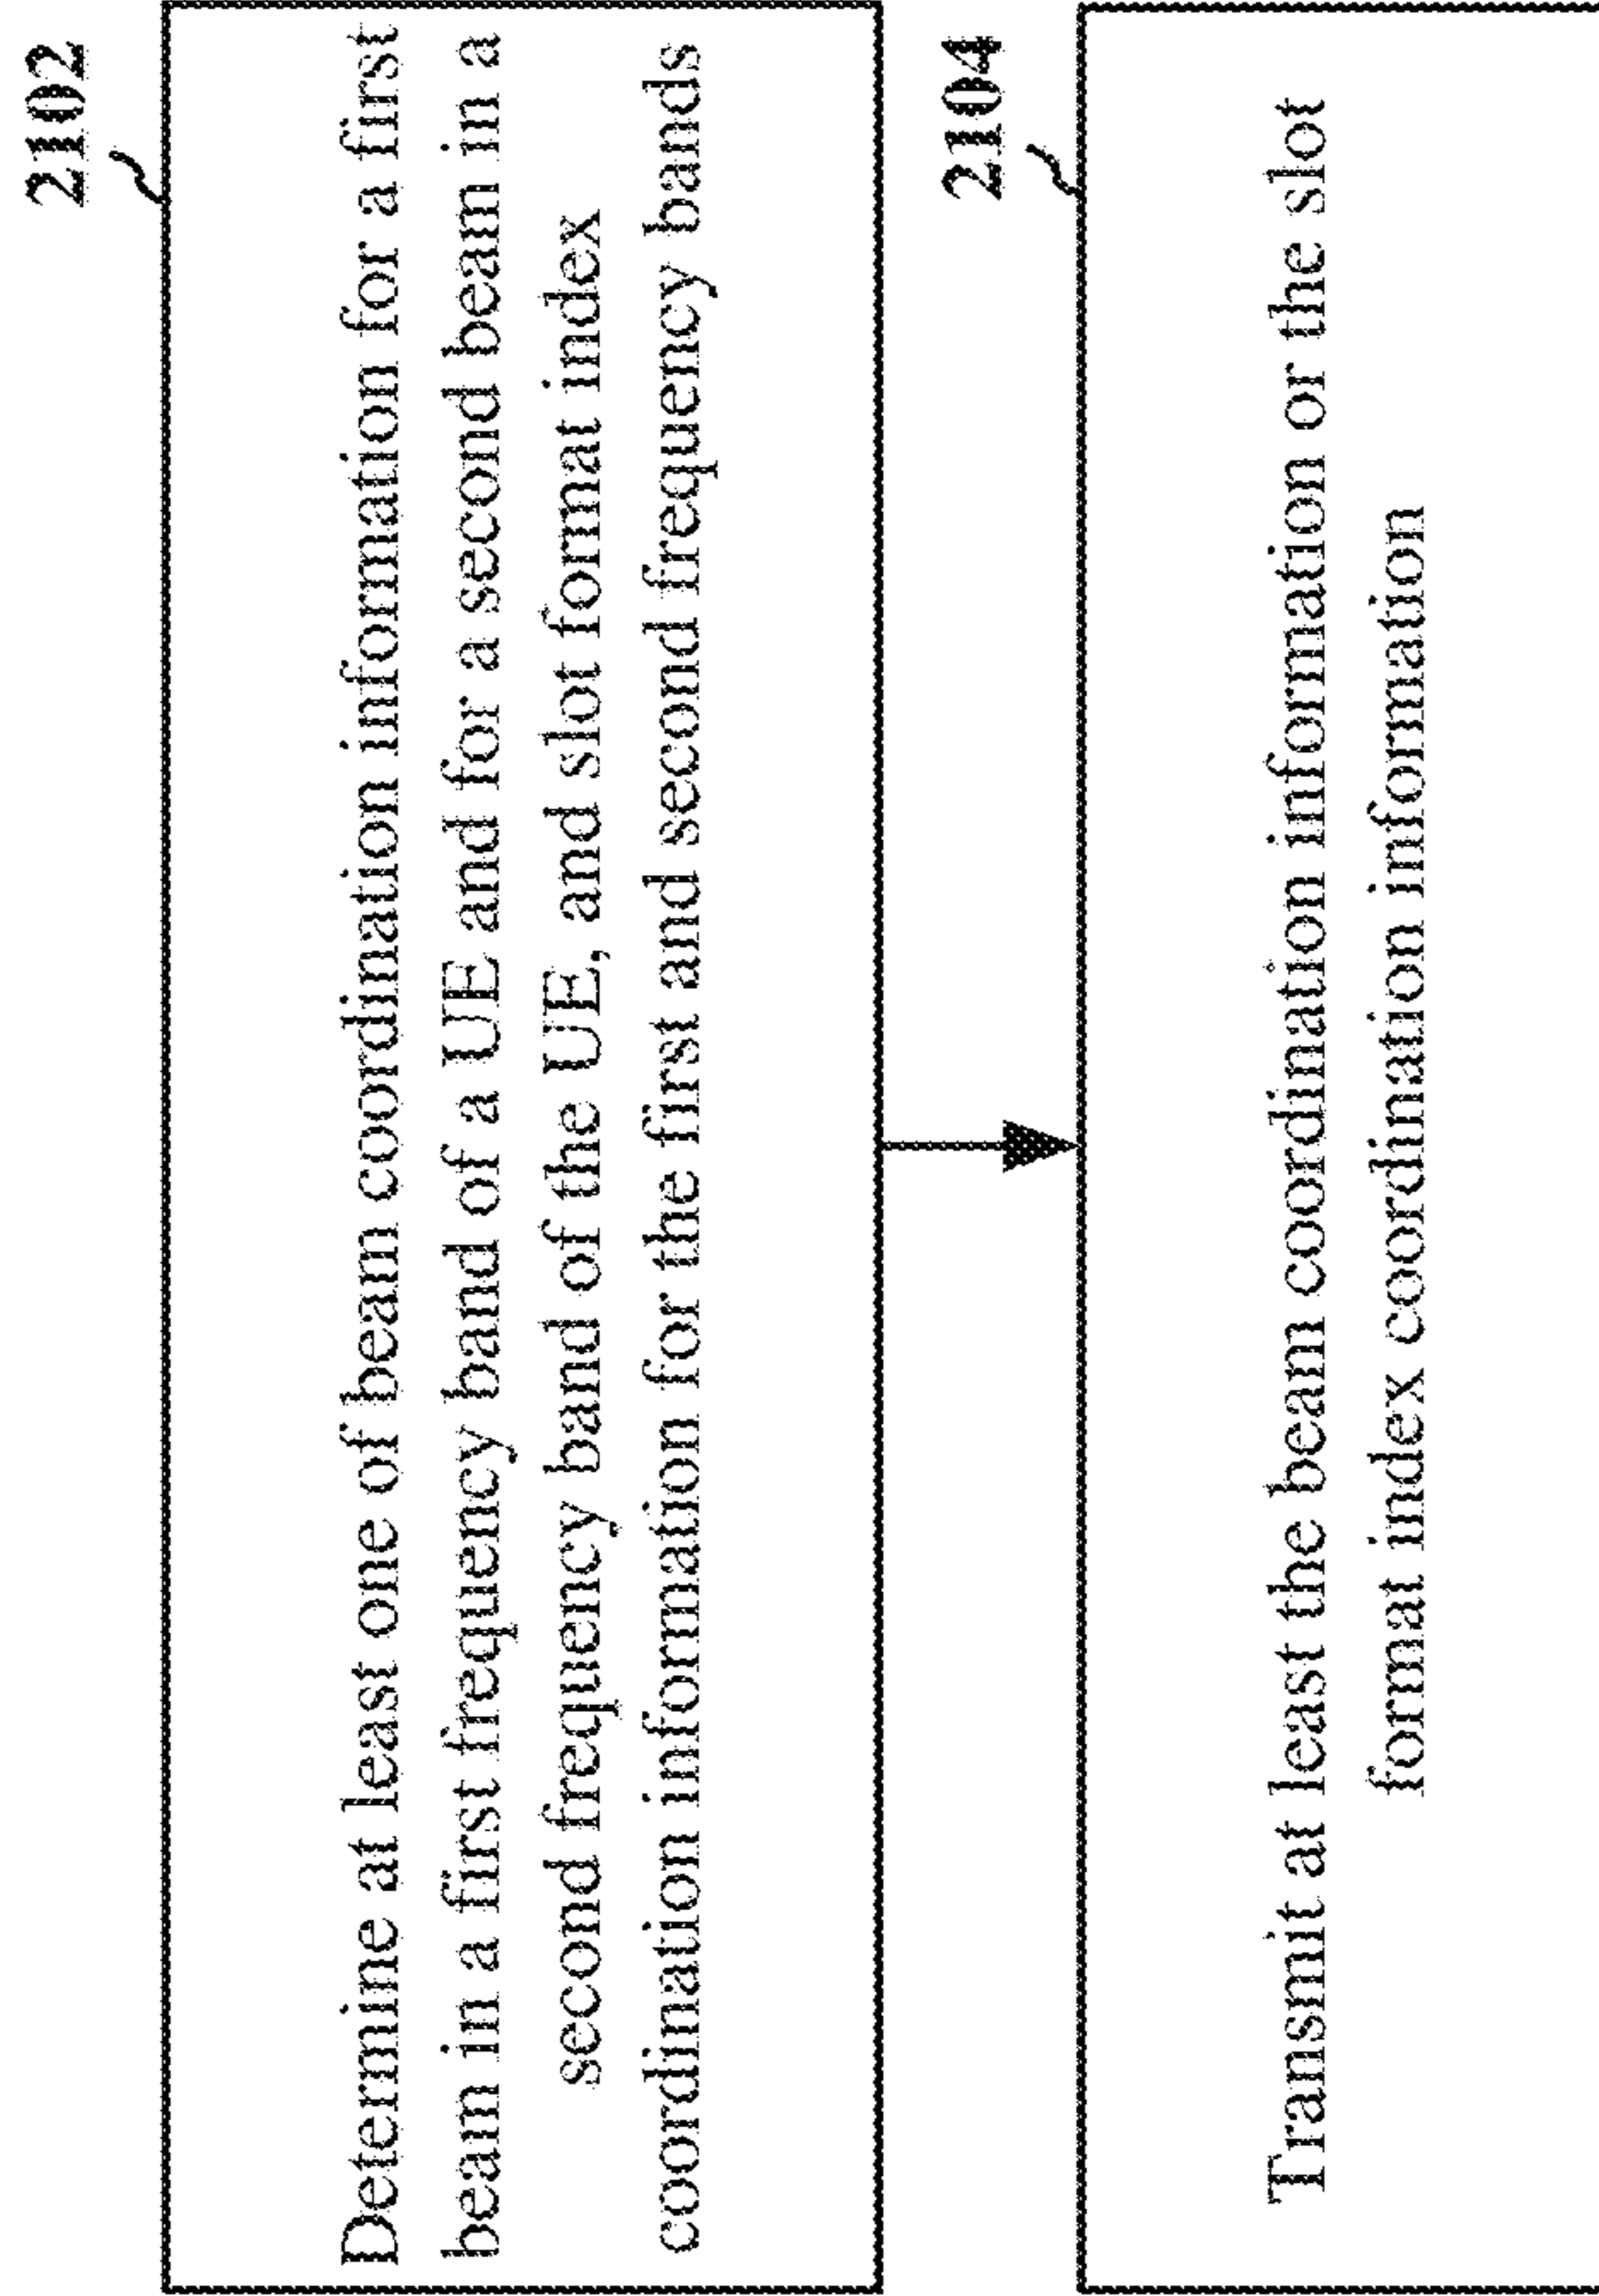 2102
Determine at least one of beam coordination information for a first
beam in a first frequency band of a UE and for a second beam in a
second frequency band of the UE, and slot format index
coordination information for the first and second frequency bands
2104
Transmit at least the beam coordination information or the slot
format index coordination information